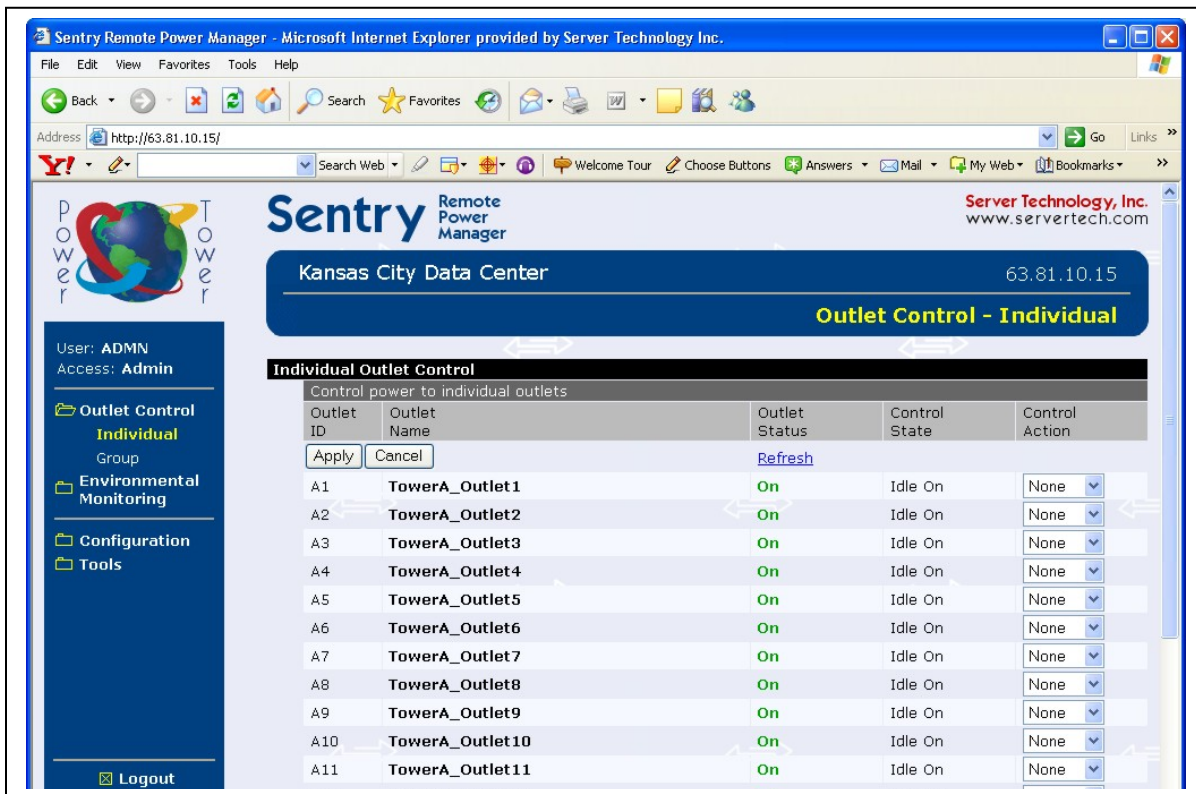 Sentry Remote Power Manager - Microsoft Internet Explorer provided by Server Technology Inc.
File Edit View Favorites Tools Help
Back Search Favorites
Address http://63.81.10.15/ Go Links »
Y! Search Web Welcome Tour Choose Buttons Answers Mail My Web Bookmarks »
Power Tower
Sentry Remote Power Manager
Server Technology, Inc.
www.servertech.com
Kansas City Data Center 63.81.10.15
Outlet Control - Individual
User: ADMN
Access: Admin
Outlet Control
Individual
Group
Environmental
Monitoring
Configuration
Tools
Logout
Individual Outlet Control
Control power to individual outlets
Outlet ID Outlet Name Outlet Status Control State Control Action
Apply Cancel Refresh
A1 TowerA_Outlet1 On Idle On None
A2 TowerA_Outlet2 On Idle On None
A3 TowerA_Outlet3 On Idle On None
A4 TowerA_Outlet4 On Idle On None
A5 TowerA_Outlet5 On Idle On None
A6 TowerA_Outlet6 On Idle On None
A7 TowerA_Outlet7 On Idle On None
A8 TowerA_Outlet8 On Idle On None
A9 TowerA_Outlet9 On Idle On None
A10 TowerA_Outlet10 On Idle On None
A11 TowerA_Outlet11 On Idle On None